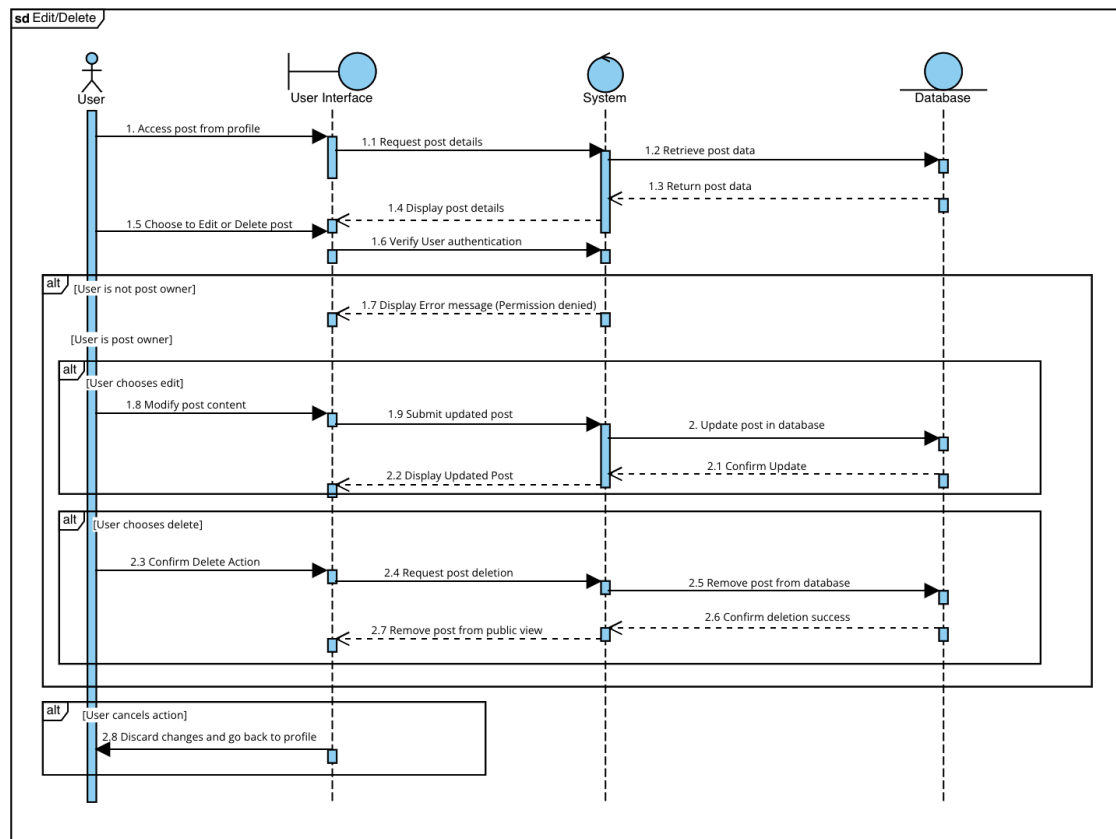 sd Edit/Delete
User
User Interface
System
Database
1. Access post from profile
1.1 Request post details
1.2 Retrieve post data
1.3 Return post data
1.4 Display post details
1.5 Choose to Edit or Delete post
1.6 Verify User authentication
alt
[User is not post owner]
1.7 Display Error message (Permission denied)
[User is post owner]
alt
[User chooses edit]
1.8 Modify post content
1.9 Submit updated post
2. Update post in database
2.1 Confirm Update
2.2 Display Updated Post
alt
[User chooses delete]
2.3 Confirm Delete Action
2.4 Request post deletion
2.5 Remove post from database
2.6 Confirm deletion success
2.7 Remove post from public view
alt
[User cancels action]
2.8 Discard changes and go back to profile